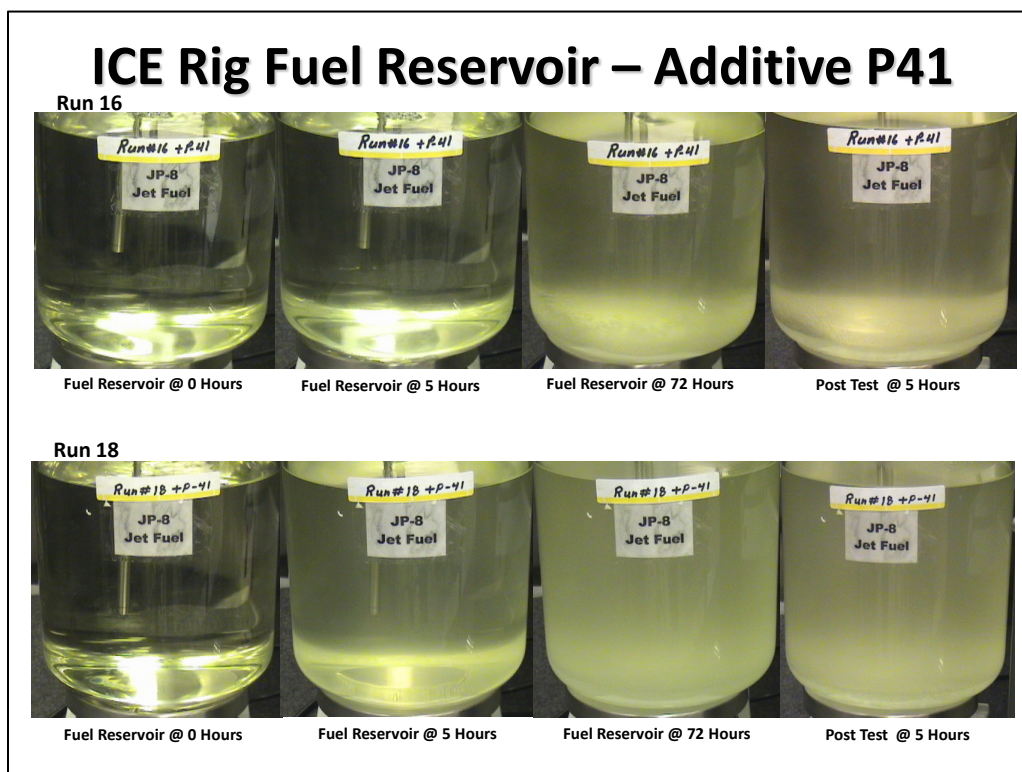 ICE Rig Fuel Reservoir – Additive P41
Run 16
Run#16 +P-41
JP-8
Jet Fuel
Run#16 +P-41
JP-8
Jet Fuel
Run#16 +P-41
JP-8
Jet Fuel
Run#16 +P-41
JP-8
Jet Fuel
Fuel Reservoir @ 0 Hours
Fuel Reservoir @ 5 Hours
Fuel Reservoir @ 72 Hours
Post Test @ 5 Hours
Run 18
Run#18 +P-41
JP-8
Jet Fuel
Run#18 +P-41
JP-8
Jet Fuel
Run#18 +P-41
JP-8
Jet Fuel
Run#18 +P-41
JP-8
Jet Fuel
Fuel Reservoir @ 0 Hours
Fuel Reservoir @ 5 Hours
Fuel Reservoir @ 72 Hours
Post Test @ 5 Hours